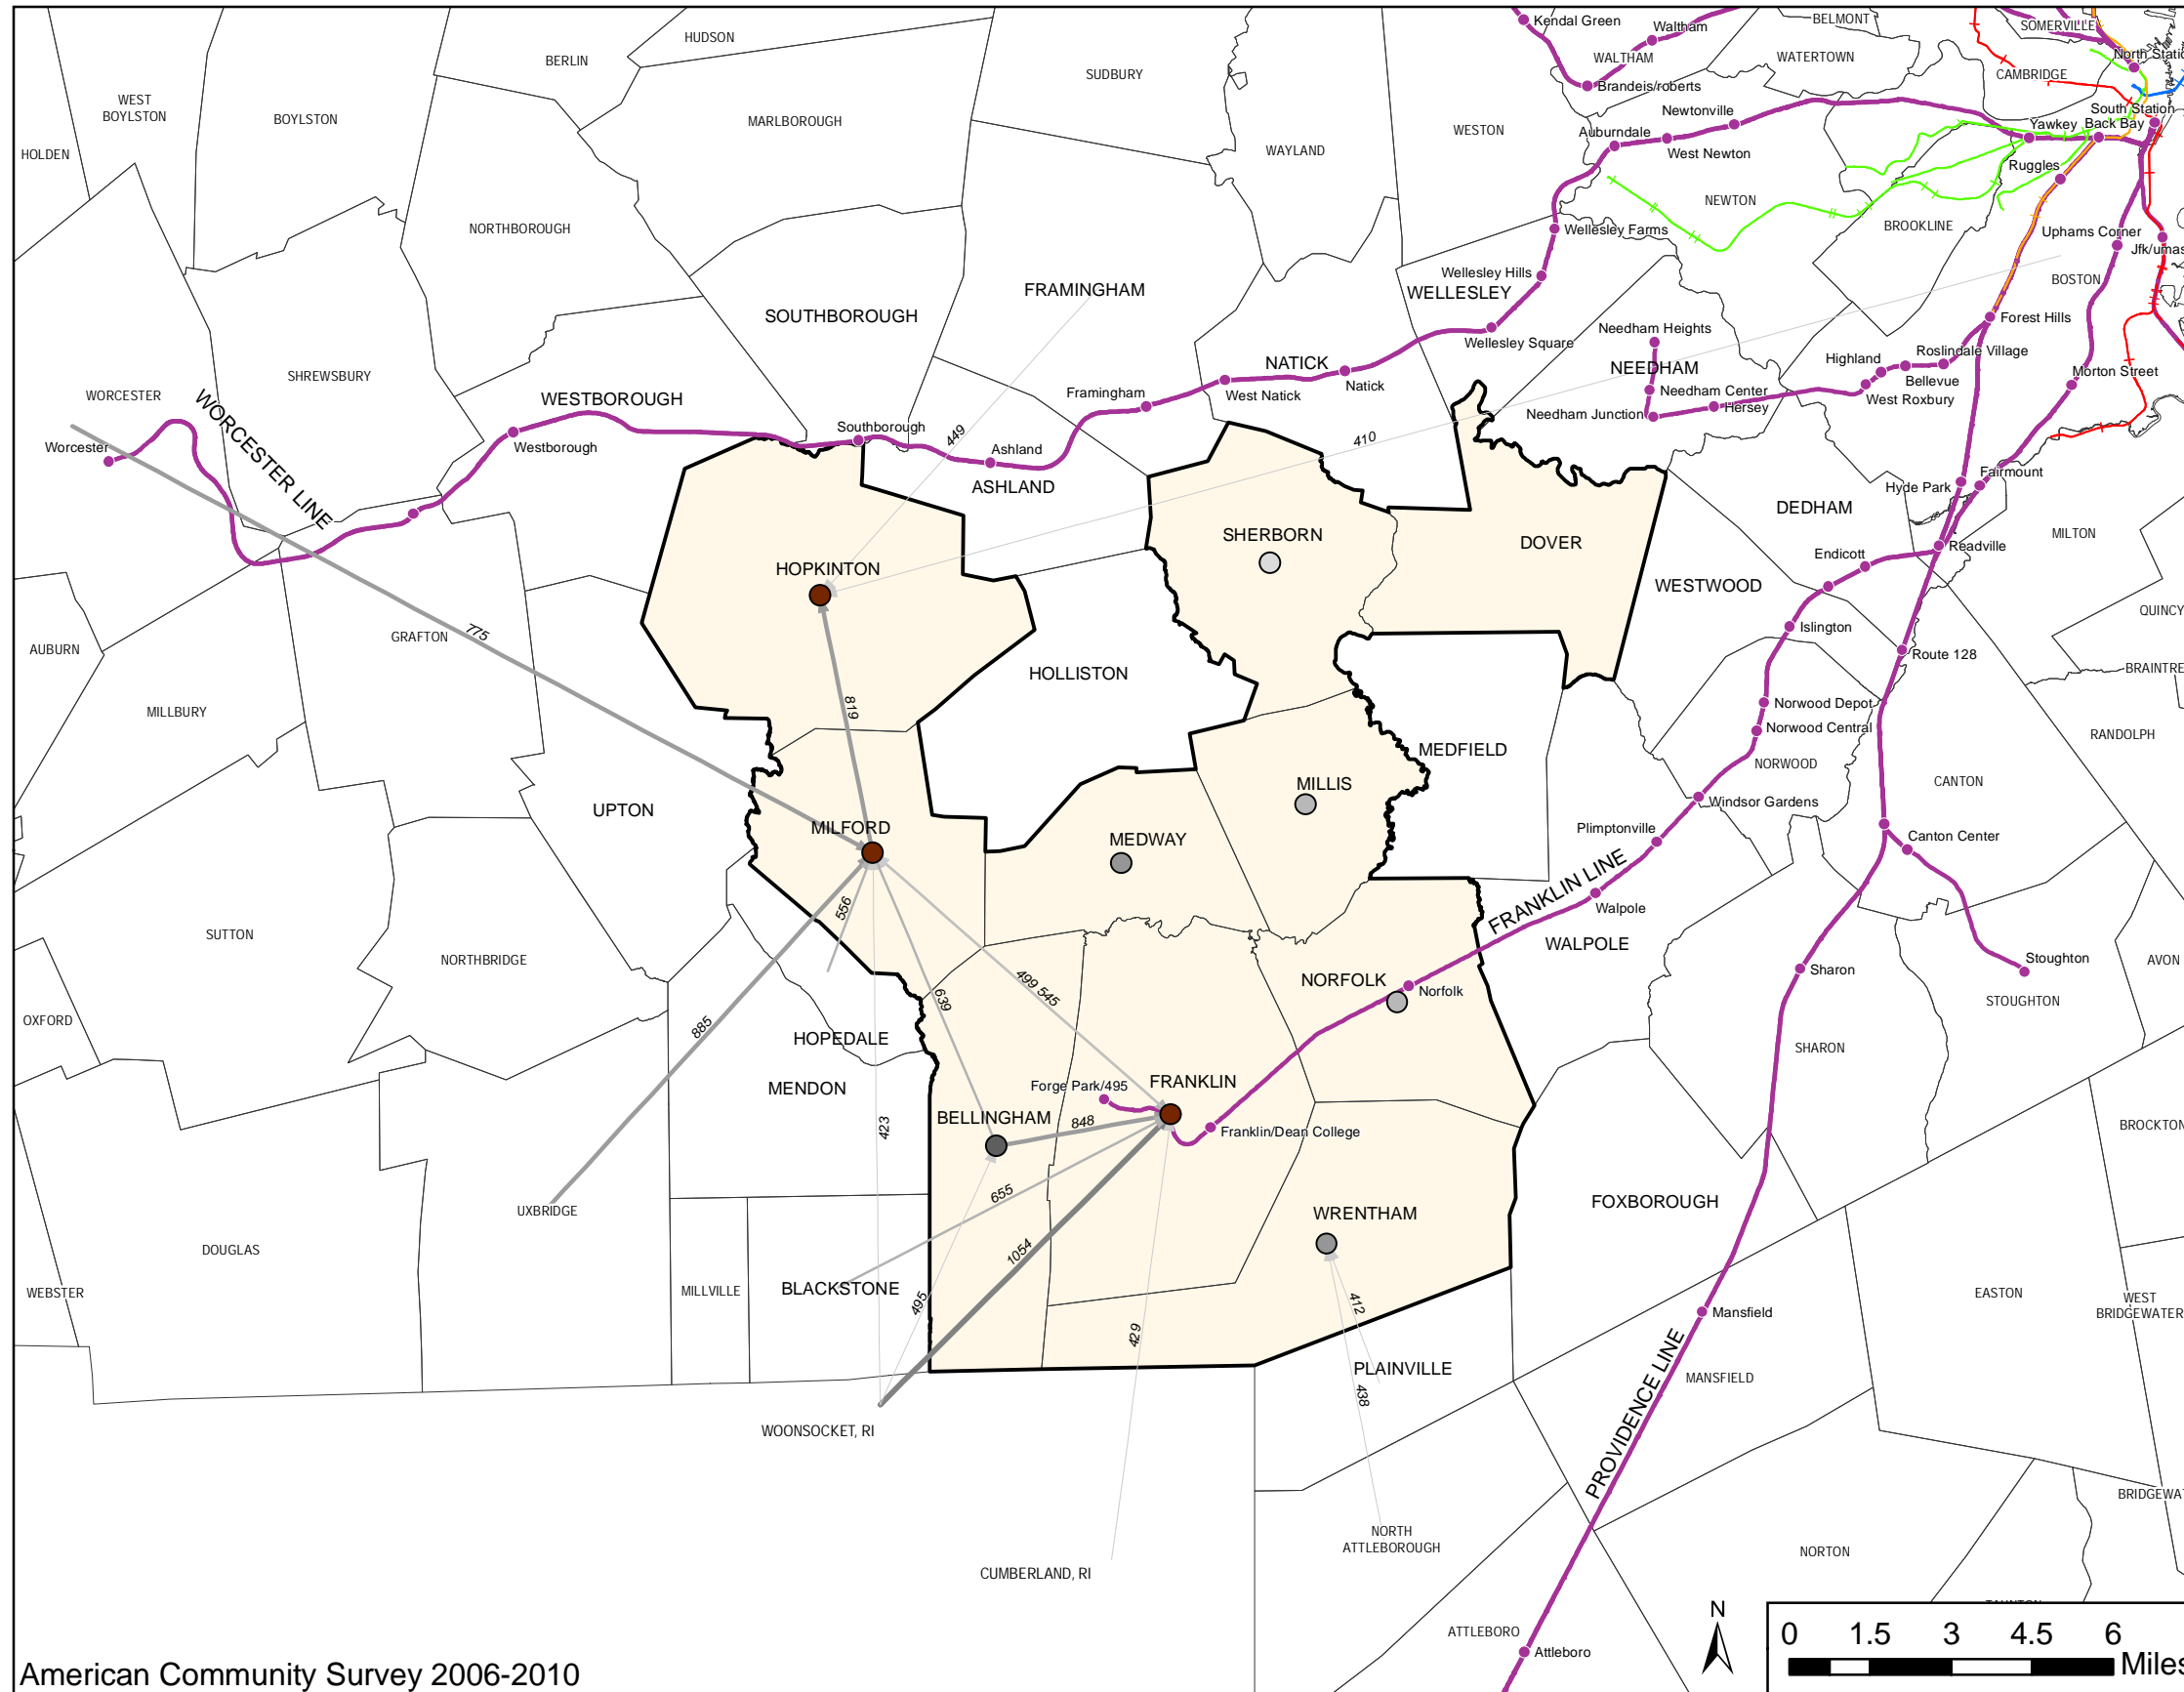 Kendal Green
Waltham
BELMONT
SOMERVILLE
HUDSON
BERLIN
SUDBURY
WALTHAM
WATERTOWN
CAMBRIDGE
Brandeis/roberts
WEST
BOYLSTON
BOYLSTON
MARLBOROUGH
WESTON
Newtonville
South Station
Auburndale
Yawkey
Back Bay
HOLDEN
WAYLAND
West Newton
Ruggles
NEWTON
NORTHBOROUGH
Wellesley Farms
BROOKLINE
Uphams Corner
Wellesley Hills
BOSTON
FRAMINGHAM
WELLESLEY
SOUTHBOROUGH
Needham Heights
Forest Hills
Wellesley Square
Roslindale Village
Highland
NATICK
NEEDHAM
SHREWSBURY
Natick
Bellevue
Morton Street
WORCESTER
WORCESTER LINE
WESTBOROUGH
Framingham
West Natick
Needham Center
West Roxbury
Hersey
Needham Junction
Southborough
449
410
Worcester
Westborough
Ashland
ASHLAND
Fairmount
Hyde Park
DEDHAM
SHERBORN
DOVER
MILTON
Endicott
Readville
HOPKINTON
WESTWOOD
QUINCY
Islington
775
GRAFTON
AUBURN
Route 128
HOLLISTON
819
Norwood Depot
MILLBURY
Norwood Central
RANDOLPH
MEDFIELD
NORWOOD
CANTON
MILLIS
UPTON
Windsor Gardens
MILFORD
Plimptonville
MEDWAY
Canton Center
FRANKLIN LINE
556
Walpole
SUTTON
WALPOLE
NORTHBRIDGE
Stoughton
AVON
Sharon
NORFOLK
499 545
Norfolk
639
STOUGHTON
OXFORD
885
HOPEDALE
SHARON
MENDON
Forge Park/495
FRANKLIN
BELLINGHAM
848
423
Franklin/Dean College
655
FOXBOROUGH
UXBRIDGE
WRENTHAM
DOUGLAS
1054
WEBSTER
MILLVILLE
BLACKSTONE
495
412
EASTON
WEST
BRIDGEWATER
Mansfield
429
PLAINVILLE
438
MANSFIELD
PROVIDENCE LINE
WOONSOCKET, RI
NORTH
ATTLEBOROUGH
NORTON
CUMBERLAND, RI
N
ATTLEBORO
Attleboro
0 1.5 3 4.5 6
Miles
American Community Survey 2006-2010